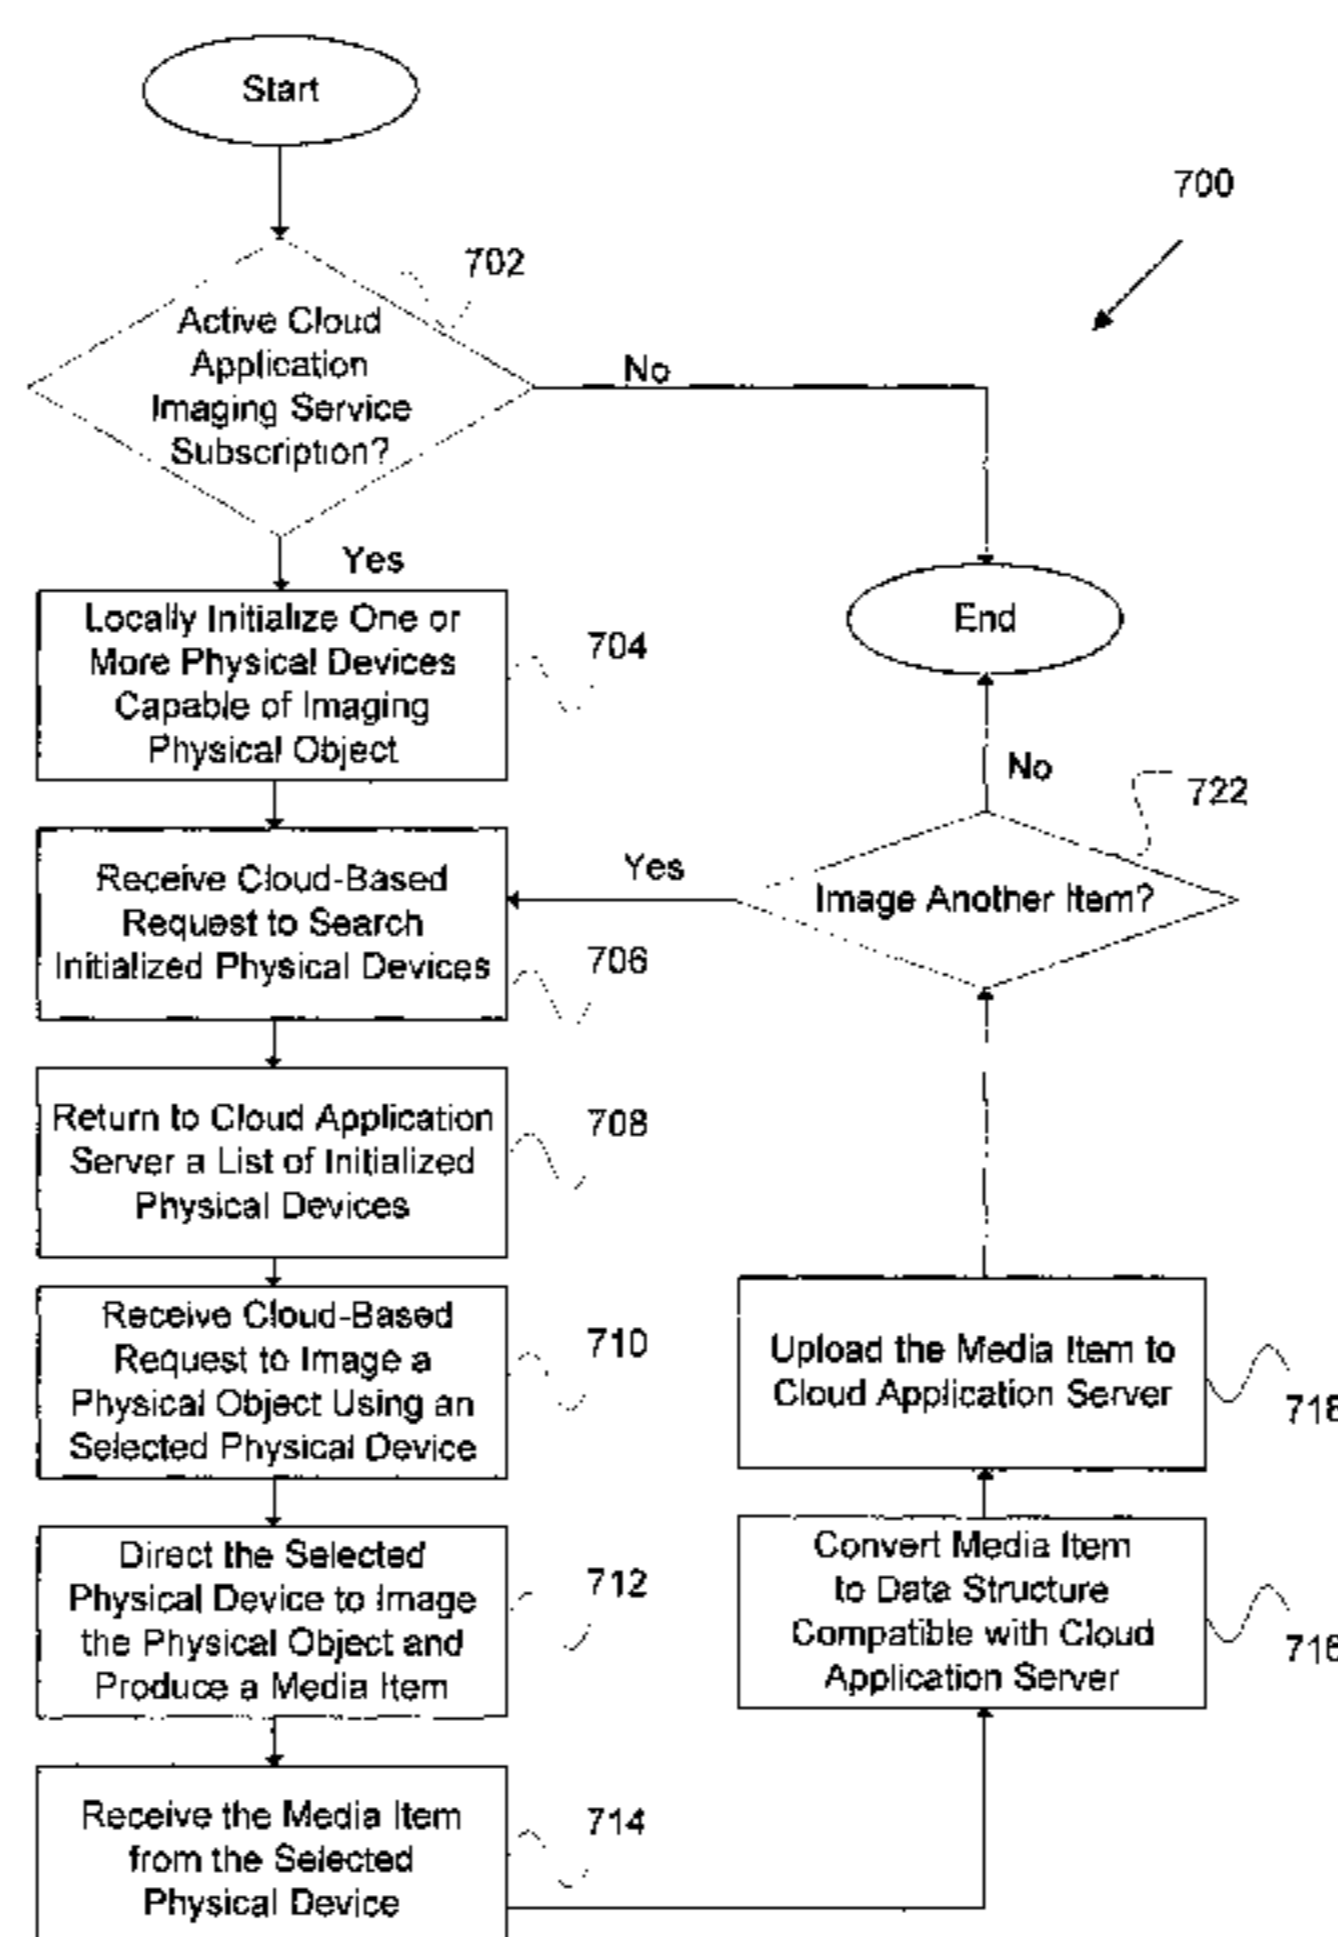 Start
700
702
Active Cloud
Application
Imaging Service
Subscription?
No
Yes
Locally Initialize One or
More Physical Devices
Capable of Imaging
Physical Object
704
End
No
722
Receive Cloud-Based
Request to Search
Initialized Physical Devices
706
Yes
Image Another Item?
Return to Cloud Application
Server a List of Initialized
Physical Devices
708
Receive Cloud-Based
Request to Image a
Physical Object Using an
Selected Physical Device
710
Upload the Media Item to
Cloud Application Server
718
Direct the Selected
Physical Device to Image
the Physical Object and
Produce a Media Item
712
Convert Media Item
to Data Structure
Compatible with Cloud
Application Server
716
Receive the Media Item
from the Selected
Physical Device
714